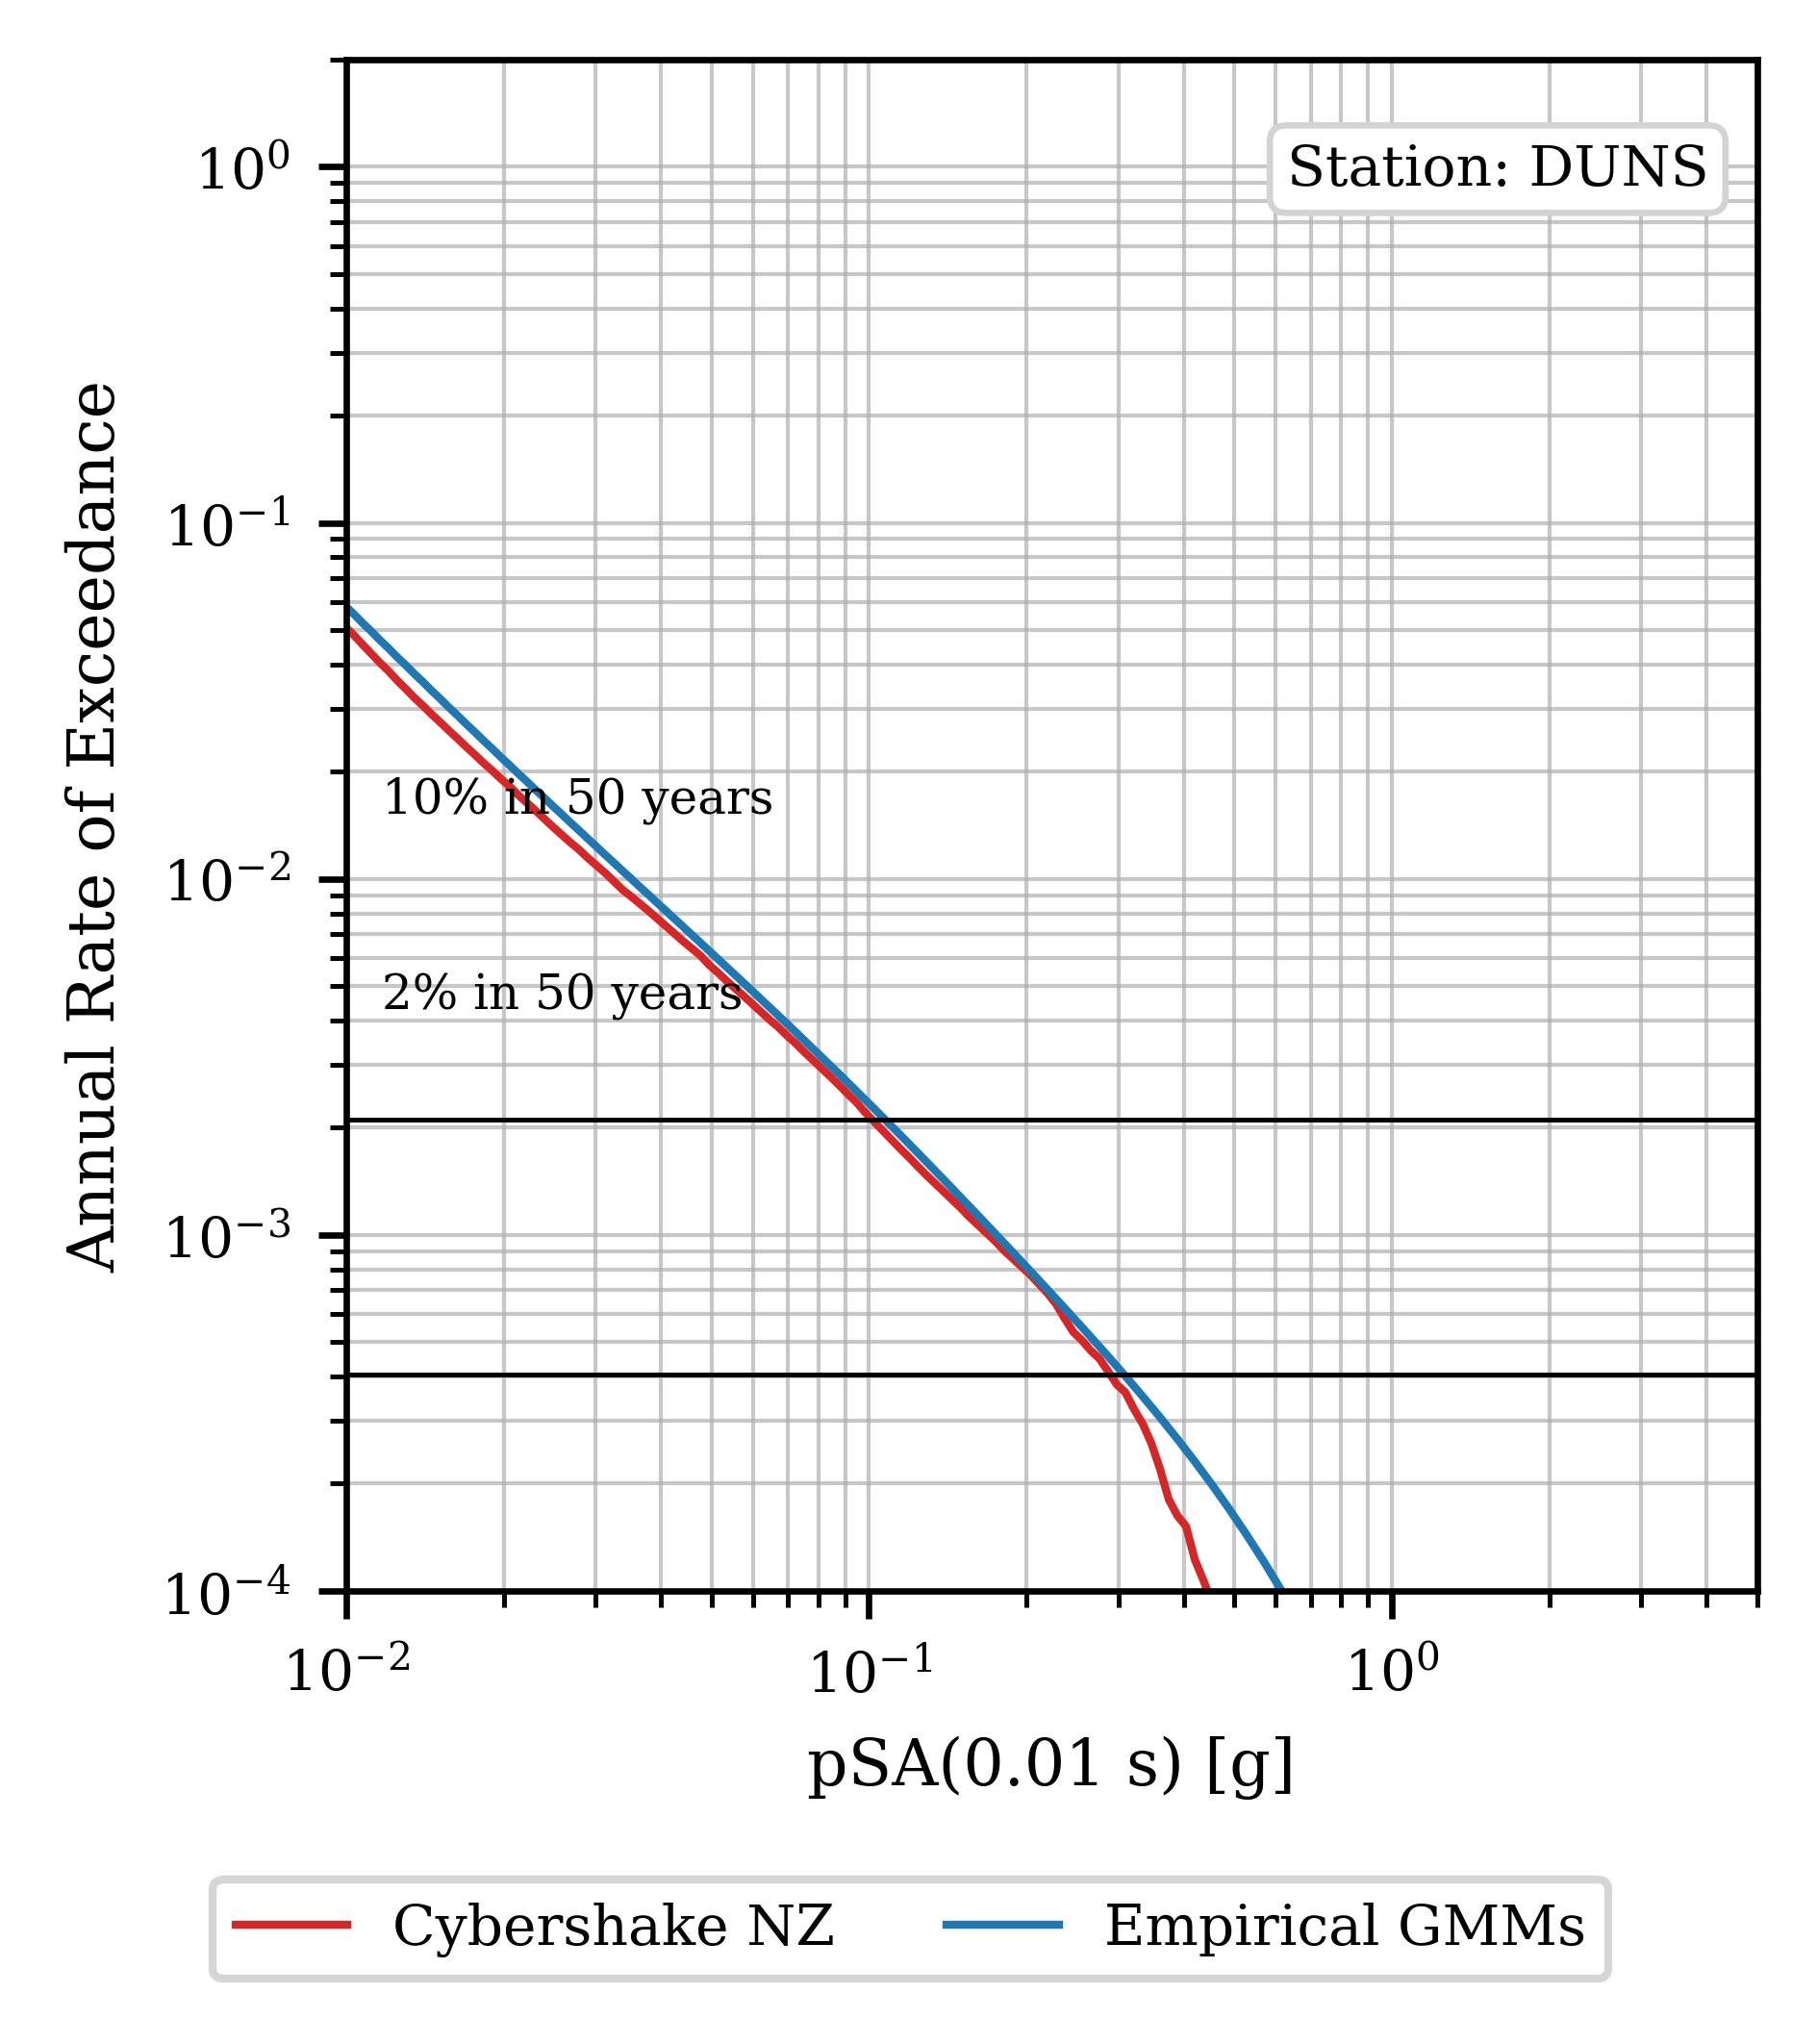 Station: DUNS
10⁰
10⁻¹
10⁻²
10⁻³
10⁻⁴
Annual Rate of Exceedance
10% in 50 years
2% in 50 years
10⁻²
10⁻¹
10⁰
pSA(0.01 s) [g]
Cybershake NZ
Empirical GMMs